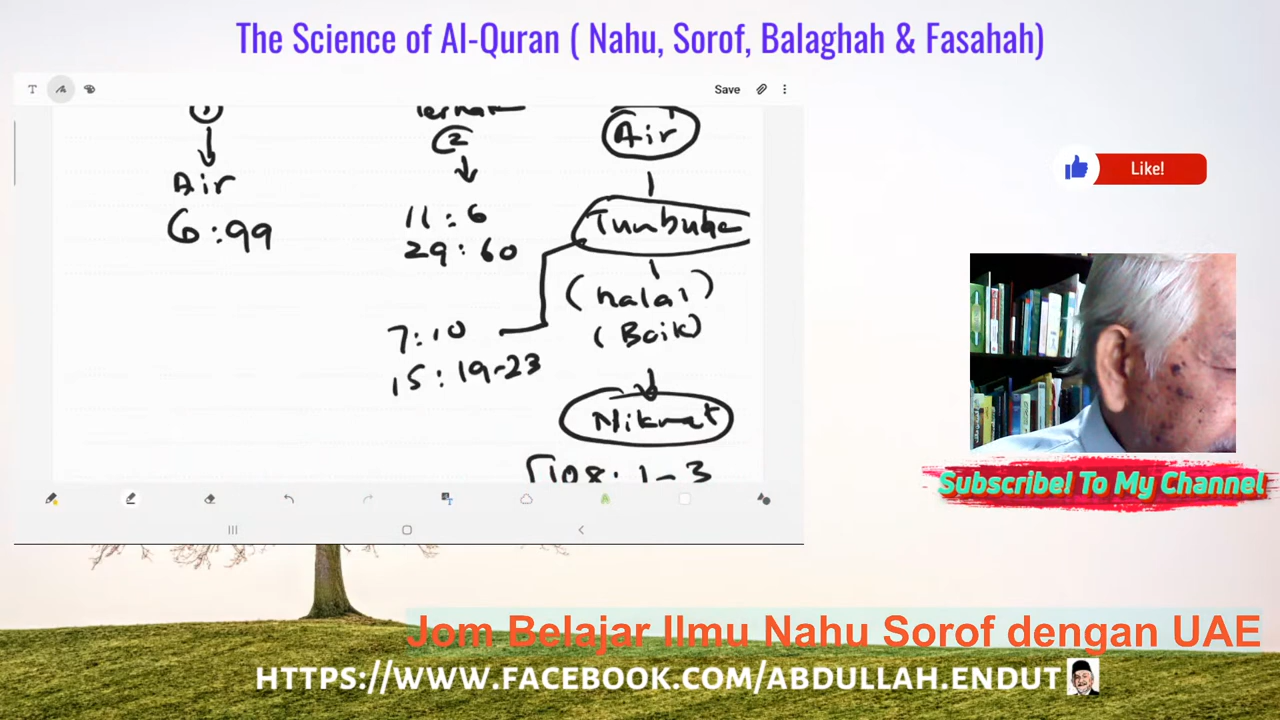 The Science of Al-Quran ( Nahu, Sorof, Balaghah & Fasahah)
T
Save
1
Air
6:99
2
11:6
29:60
7:10
15:19-23
Air
(halal)
(Baik)
Nikmat
108:1-3
A
Like!
Subscribe! To My Channel
Jom Belajar Ilmu Nahu Sorof dengan UAE
HTTPS://WWW.FACEBOOK.COM/ABDULLAH.ENDUT